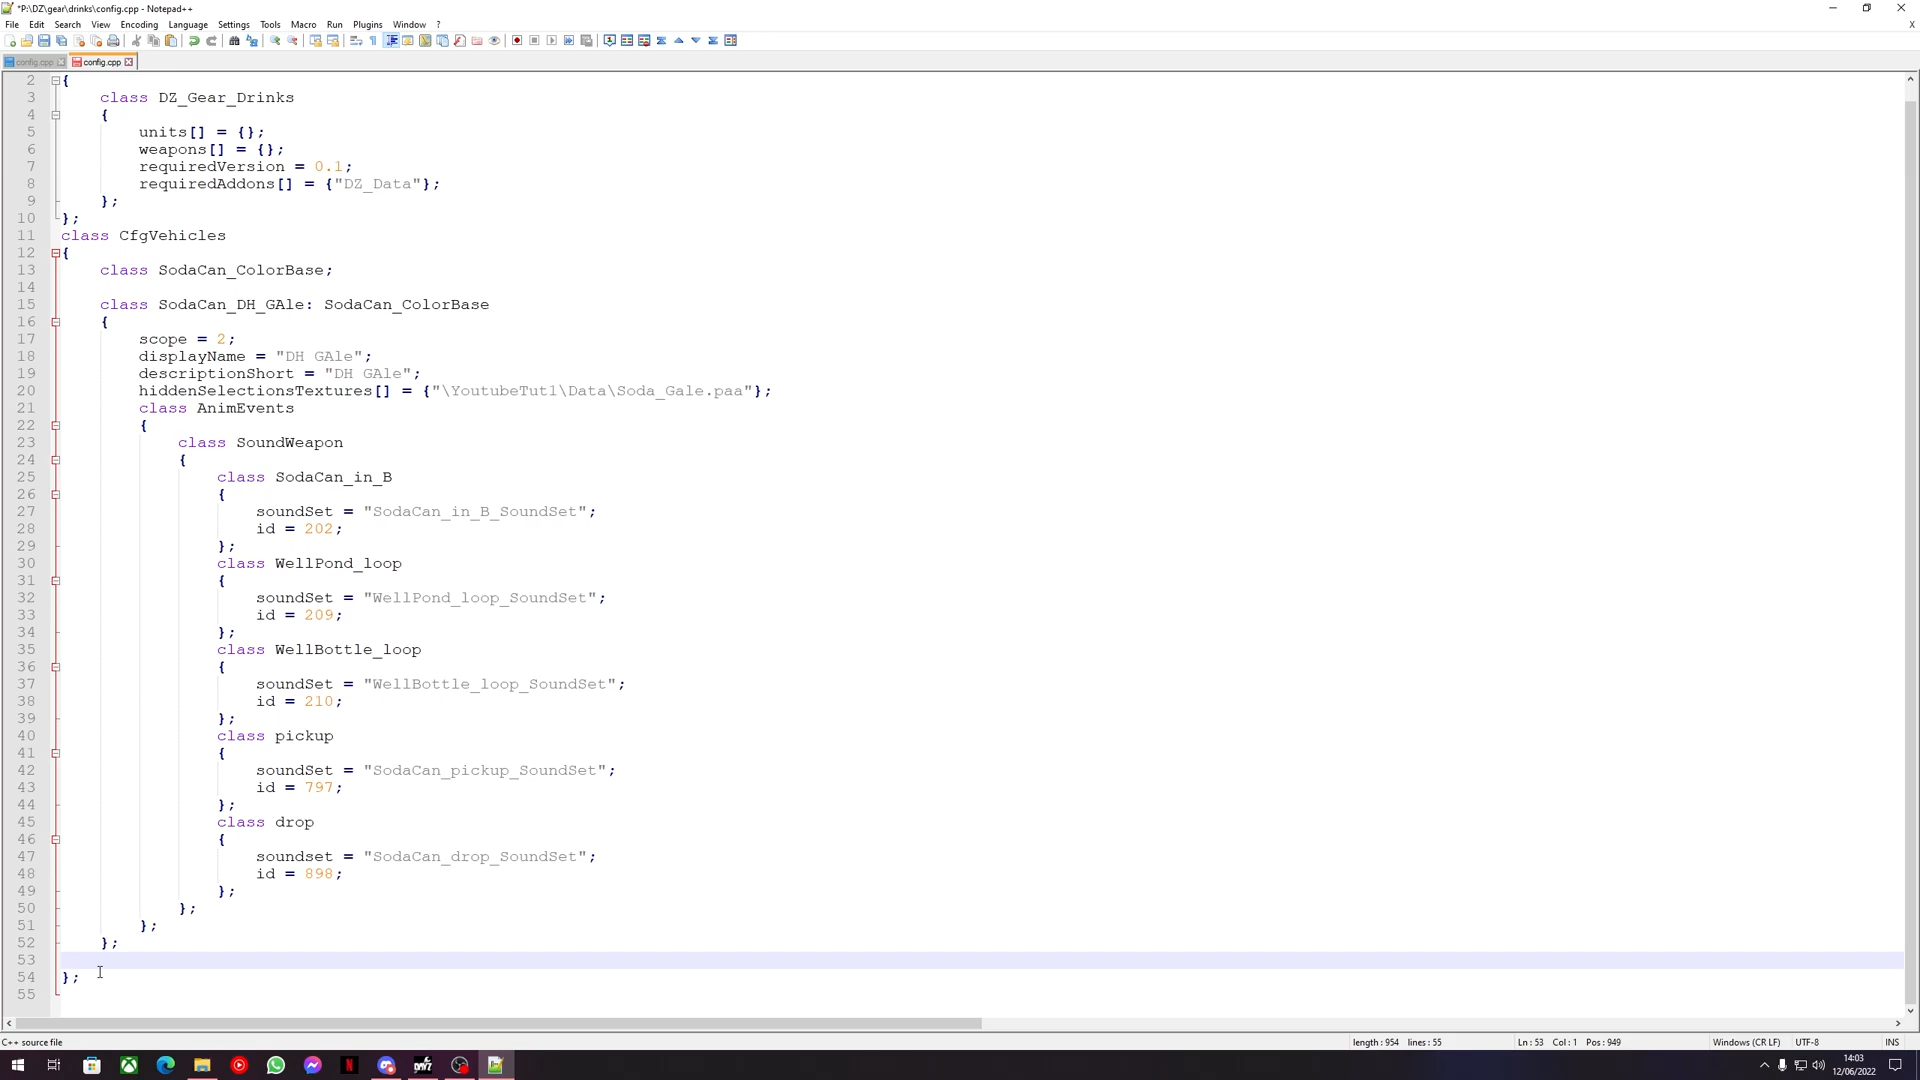 *P:\DZ\gear\drinks\config.cpp - Notepad++
File Edit Search View Encoding Language Settings Tools Macro Run Plugins Window ?
config.cpp config.cpp
2 {
3 class DZ_Gear_Drinks
4 {
5 units[] = {};
6 weapons[] = {};
7 requiredVersion = 0.1;
8 requiredAddons[] = {"DZ_Data"};
9 };
10 };
11 class CfgVehicles
12 {
13 class SodaCan_ColorBase;
14
15 class SodaCan_DH_GAle: SodaCan_ColorBase
16 {
17 scope = 2;
18 displayName = "DH GAle";
19 descriptionShort = "DH GAle";
20 hiddenSelectionsTextures[] = {"\YoutubeTut1\Data\Soda_Gale.paa"};
21 class AnimEvents
22 {
23 class SoundWeapon
24 {
25 class SodaCan_in_B
26 {
27 soundSet = "SodaCan_in_B_SoundSet";
28 id = 202;
29 };
30 class WellPond_loop
31 {
32 soundSet = "WellPond_loop_SoundSet";
33 id = 209;
34 };
35 class WellBottle_loop
36 {
37 soundSet = "WellBottle_loop_SoundSet";
38 id = 210;
39 };
40 class pickup
41 {
42 soundSet = "SodaCan_pickup_SoundSet";
43 id = 797;
44 };
45 class drop
46 {
47 soundset = "SodaCan_drop_SoundSet";
48 id = 898;
49 };
50 };
51 };
52 };
53
54 };
55
C++ source file length : 954 lines : 55 Ln : 53 Col : 1 Pos : 949 Windows (CR LF) UTF-8 INS
14:03
12/06/2022